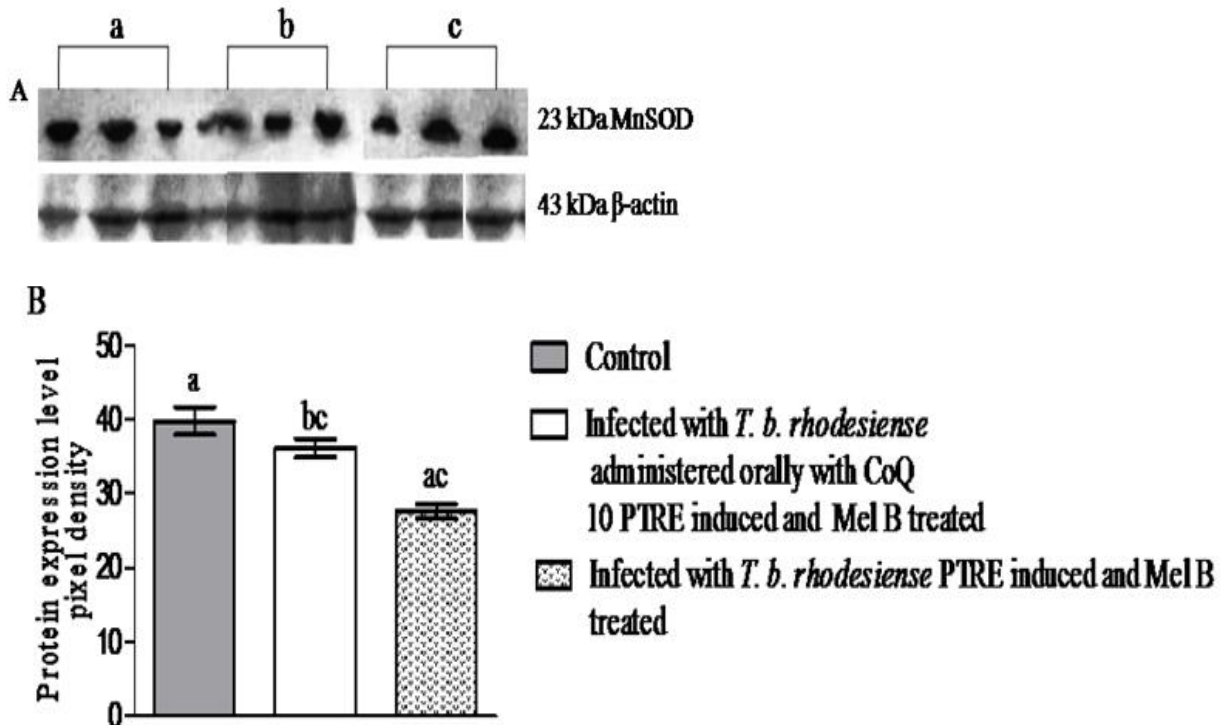 a b c
A
23 kDa MnSOD
43 kDa β-actin
B
Protein expression level
pixel density
50
40
30
20
10
0
a
bc
ac
Control
Infected with T. b. rhodesiense
administered orally with CoQ
10 PTRE induced and Mel B treated
Infected with T. b. rhodesiense PTRE induced and Mel B
treated